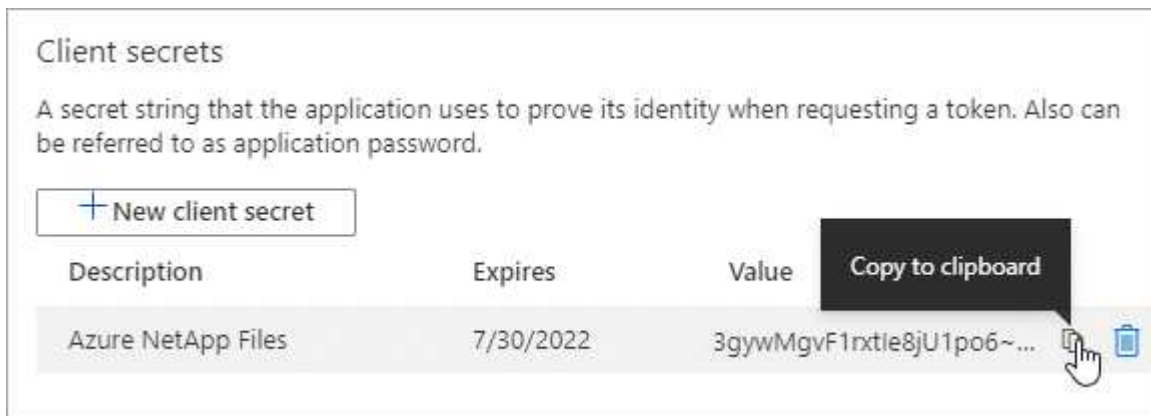 Client secrets
A secret string that the application uses to prove its identity when requesting a token. Also can
be referred to as application password.
New client secret
Copy to clipboard
Description Expires Value
Azure NetApp Files 7/30/2022 3gywMgvF1rxtIe8jU1po6~...